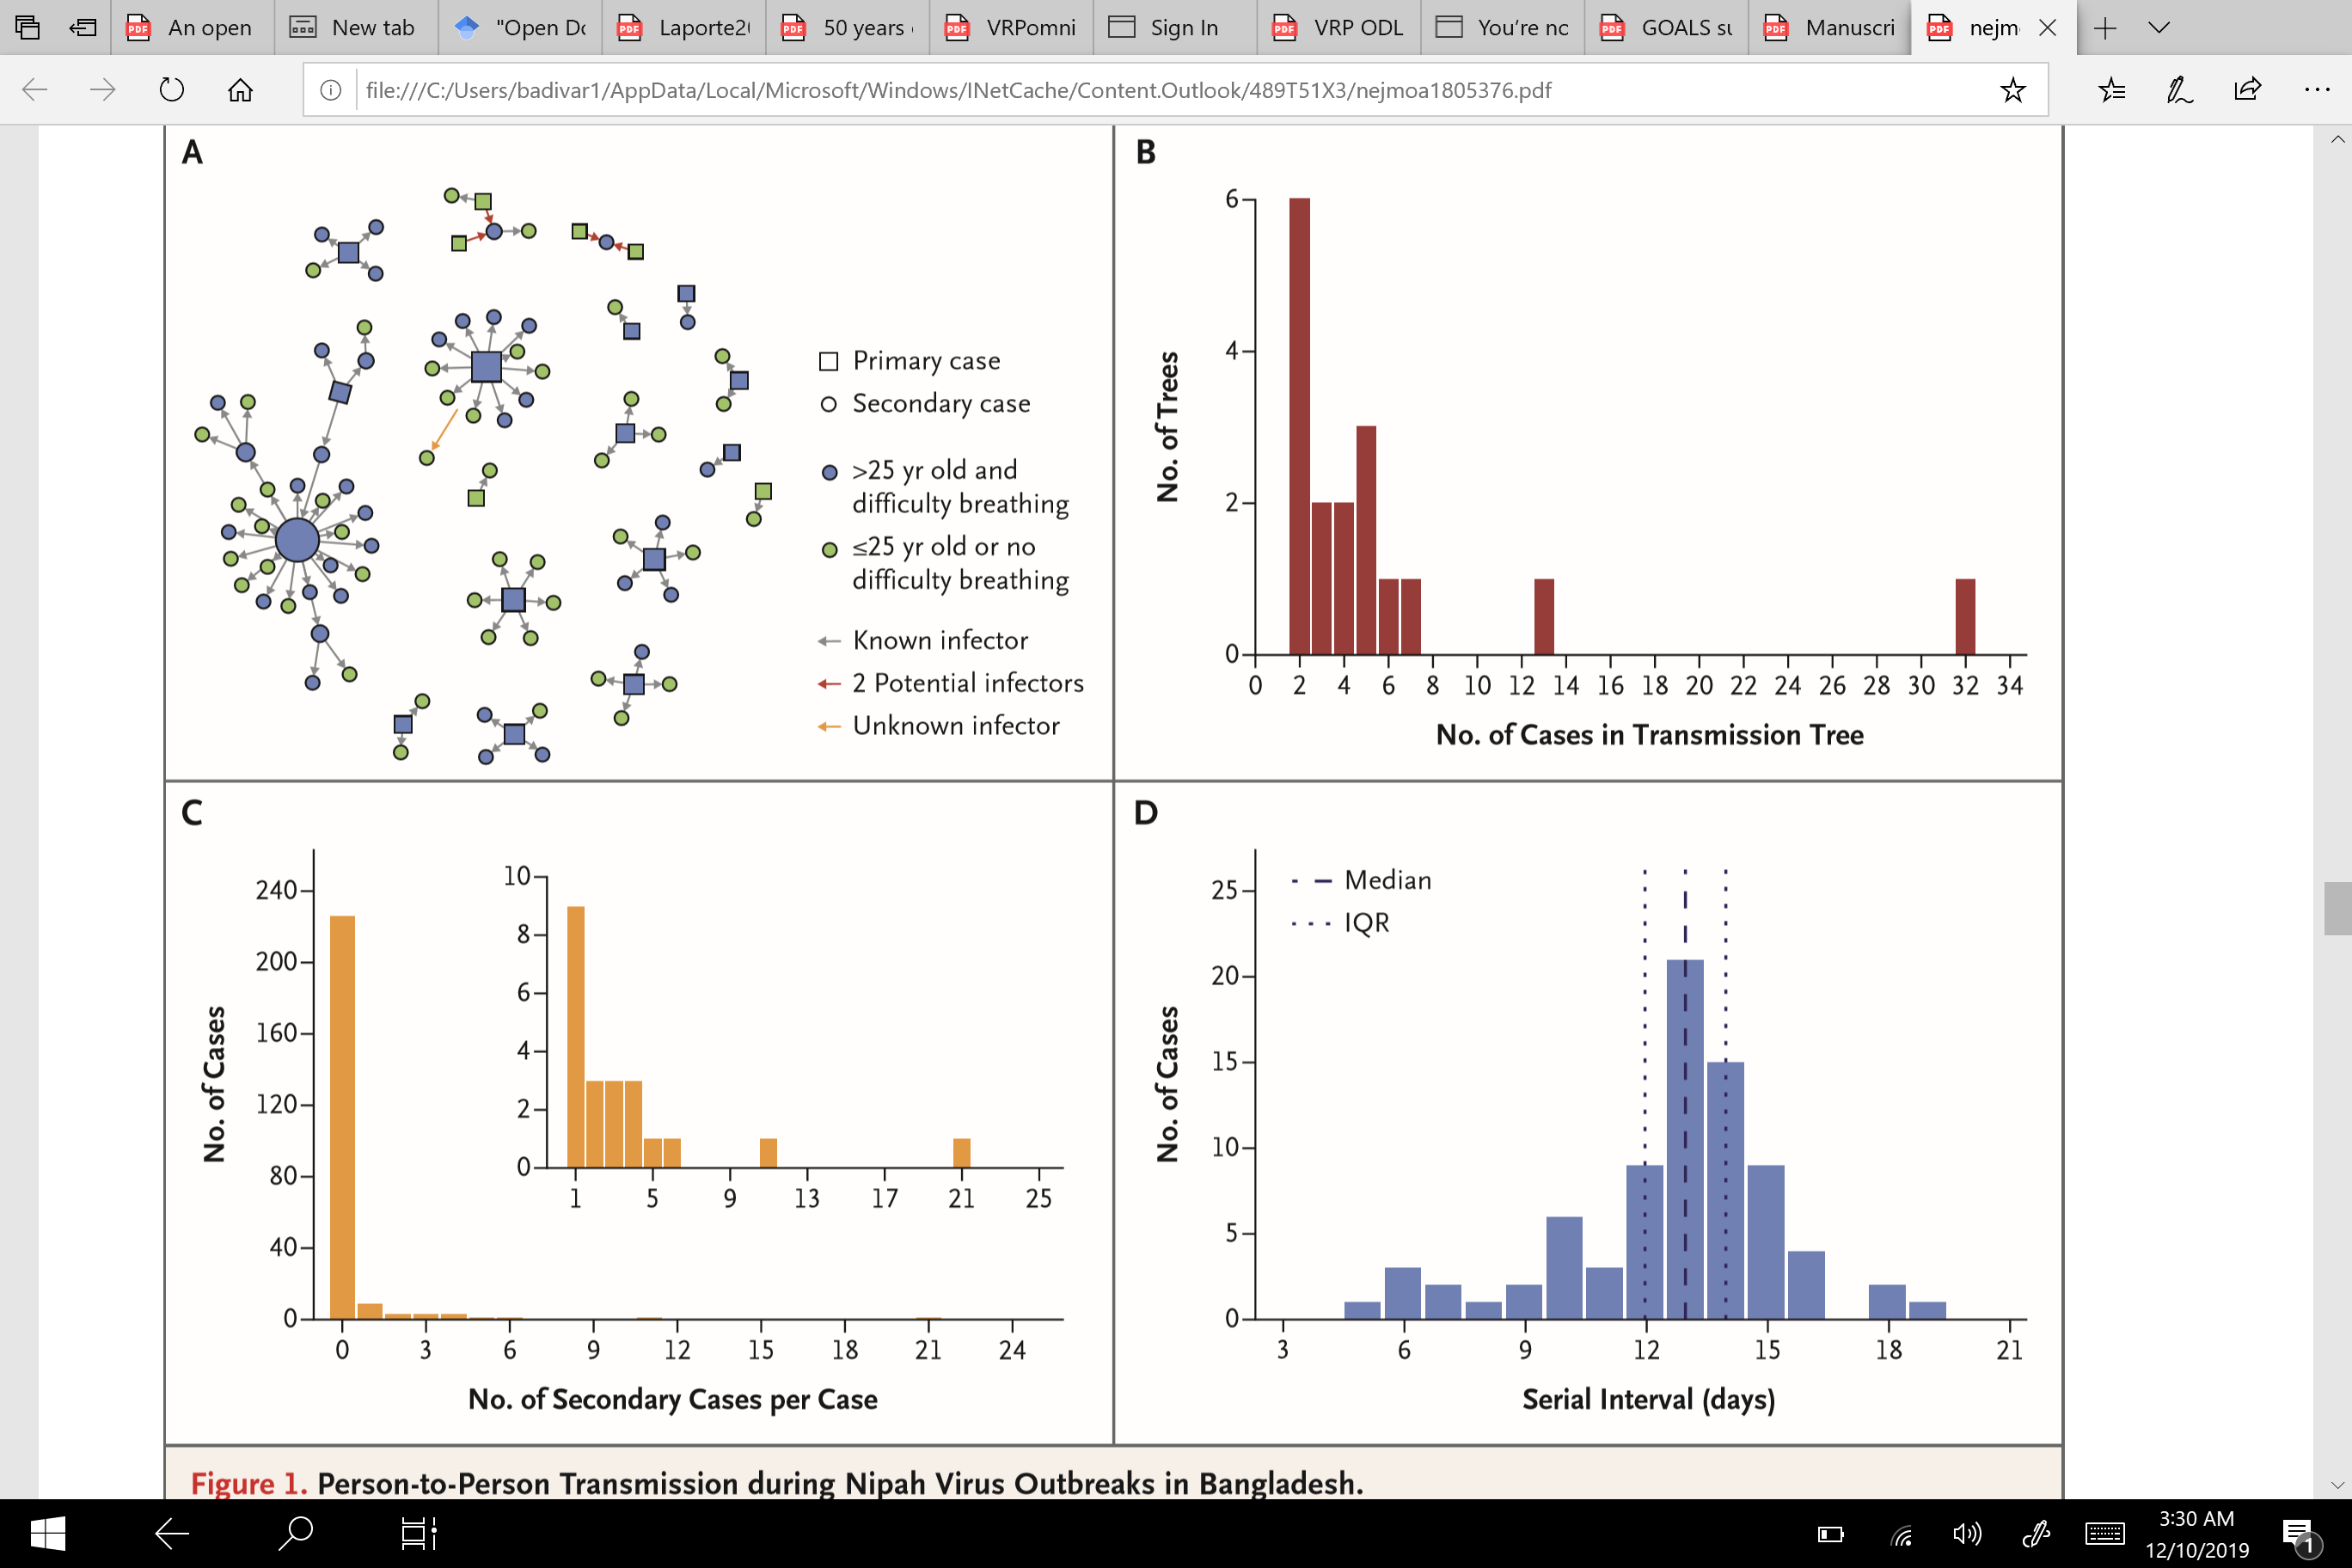 An open
New tab
"Open Do
Laporte20
50 years
VRPomni
Sign In
VRP ODL
You're no
GOALS su
Manuscri
nejm
file:///C:/Users/badivar1/AppData/Local/Microsoft/Windows/INetCache/Content.Outlook/489T51X3/nejmoa1805376.pdf
A
Primary case
Secondary case
>25 yr old and
difficulty breathing
≤25 yr old or no
difficulty breathing
Known infector
2 Potential infectors
Unknown infector
B
No. of Trees
6
4
2
0
0 2 4 6 8 10 12 14 16 18 20 22 24 26 28 30 32 34
No. of Cases in Transmission Tree
C
No. of Cases
240
200
160
120
80
40
0
0 3 6 9 12 15 18 21 24
No. of Secondary Cases per Case
10
8
6
4
2
0
1 5 9 13 17 21 25
D
Median
IQR
No. of Cases
25
20
15
10
5
0
3 6 9 12 15 18 21
Serial Interval (days)
Figure 1. Person-to-Person Transmission during Nipah Virus Outbreaks in Bangladesh.
3:30 AM
12/10/2019
1